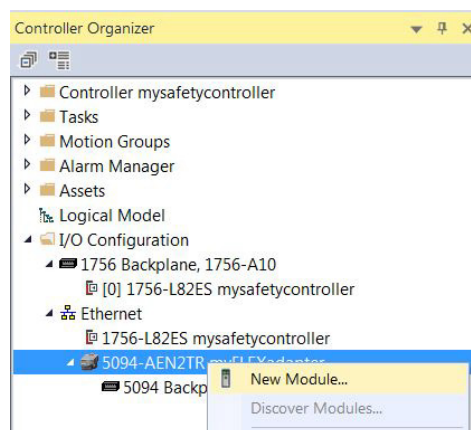 Controller Organizer
Controller mysafetycontroller
Tasks
Motion Groups
Alarm Manager
Assets
Logical Model
I/O Configuration
1756 Backplane, 1756-A10
[0] 1756-L82ES mysafetycontroller
Ethernet
1756-L82ES mysafetycontroller
5094-AEN2TR myFLEXadapter
New Module...
5094
Discover Modules...